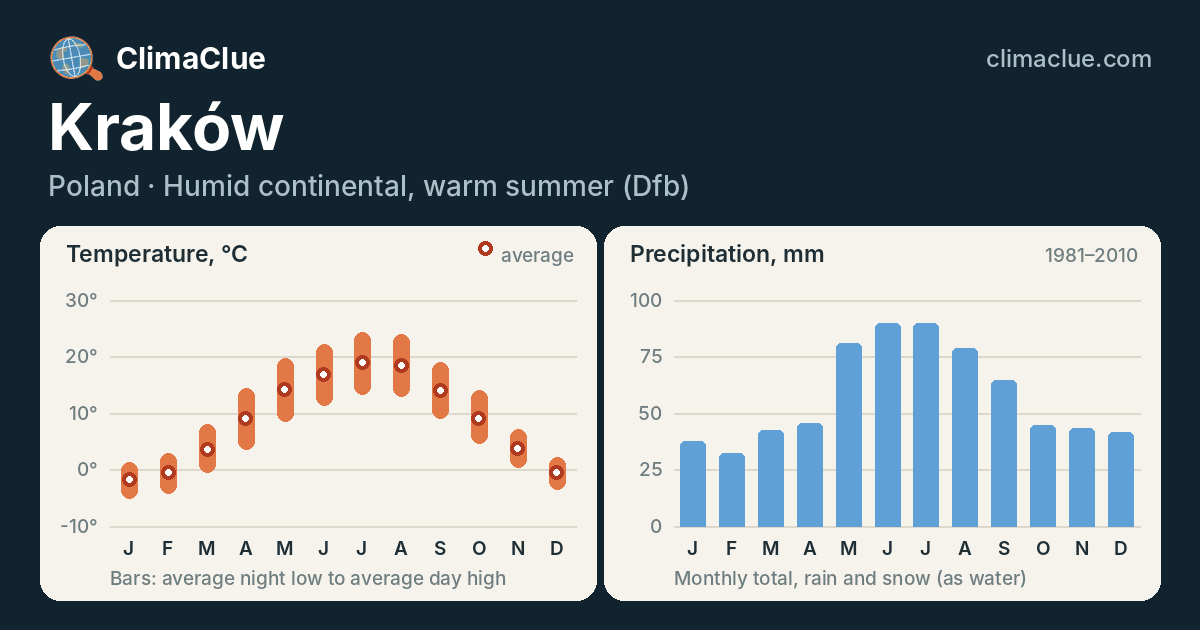 ClimaClue
climaclue.com
Kraków
Poland · Humid continental, warm summer (Dfb)
Temperature, °C
average
30°
20°
10°
0°
-10°
J F M A M J J A S O N D
Bars: average night low to average day high
Precipitation, mm
1981–2010
100
75
50
25
0
J F M A M J J A S O N D
Monthly total, rain and snow (as water)